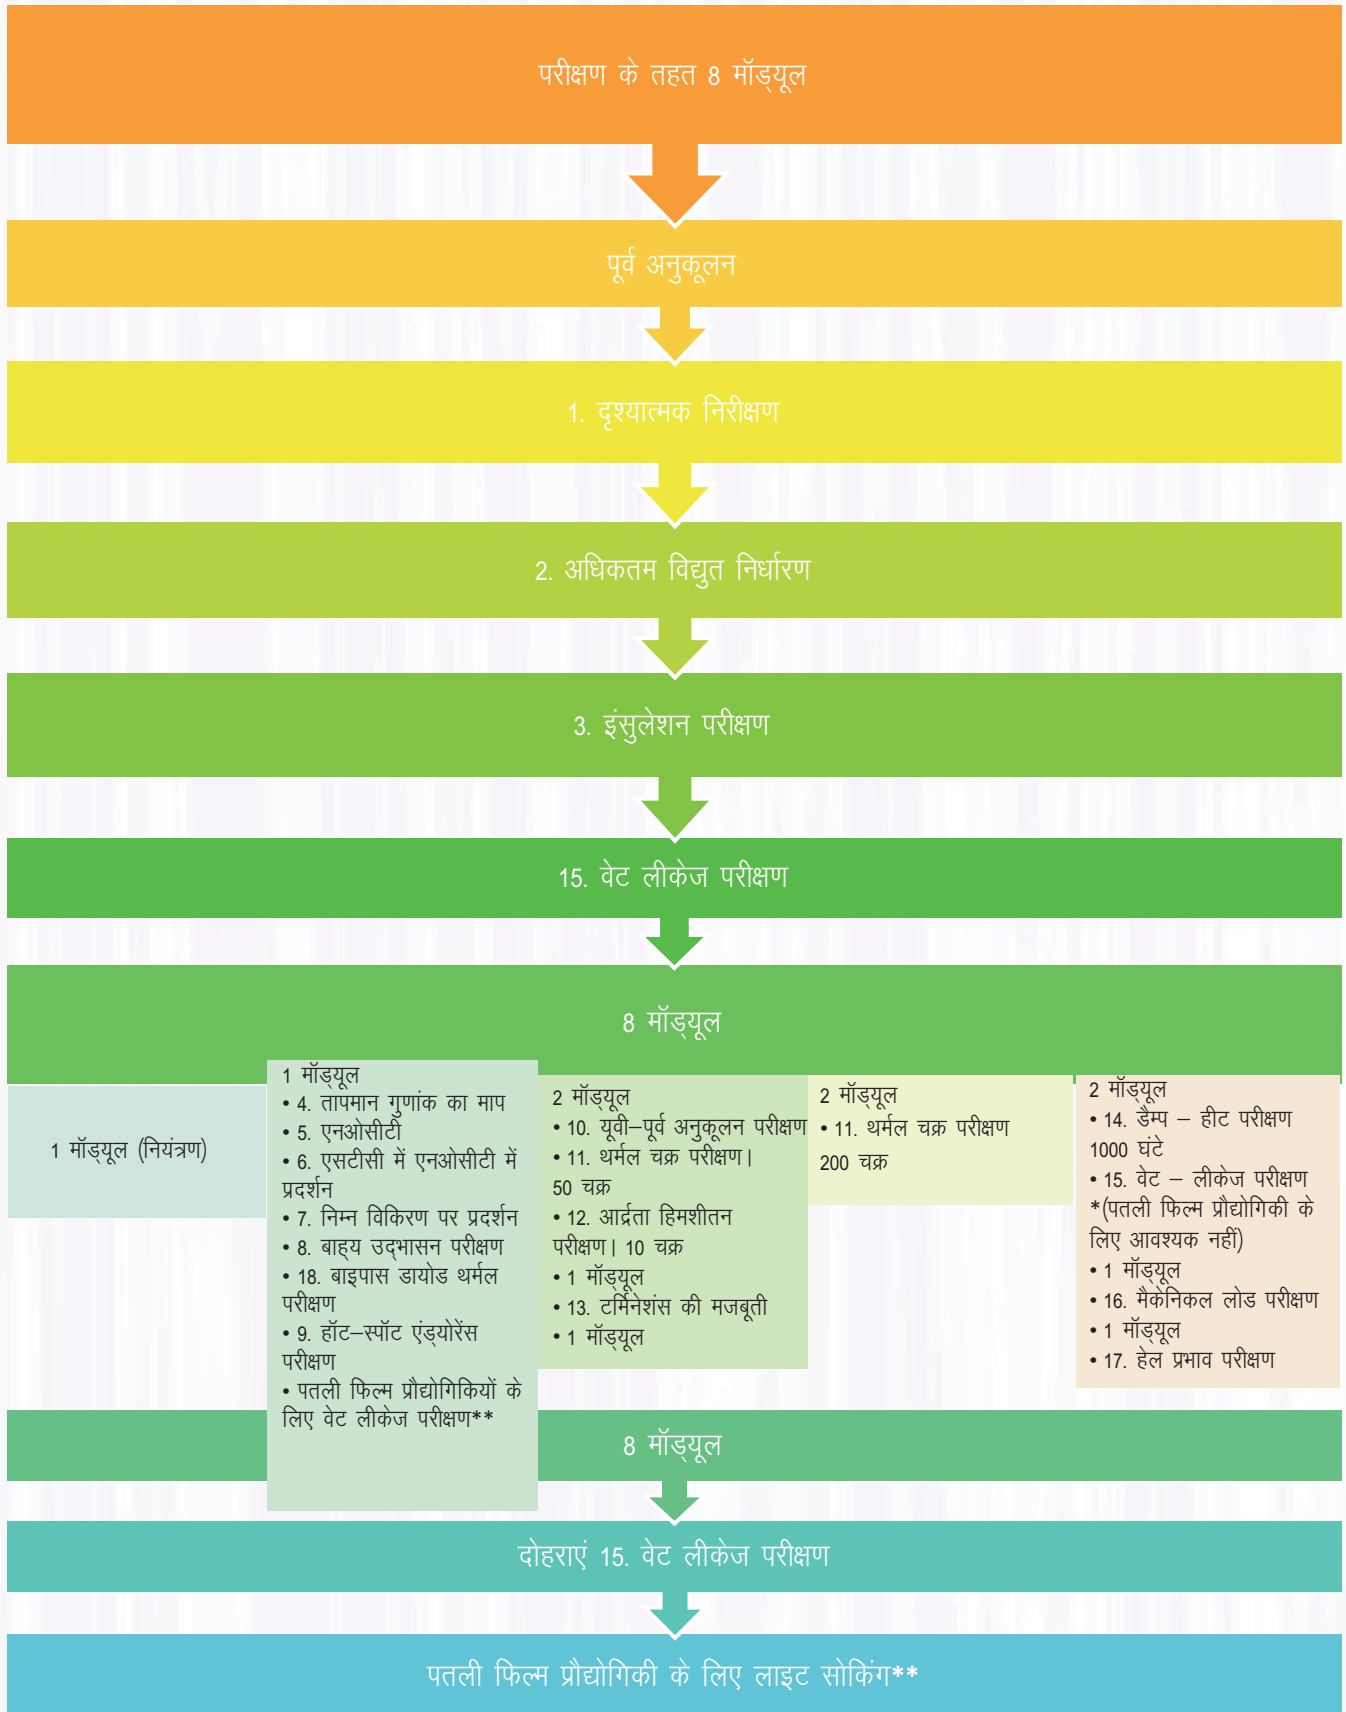 परीक्षण के तहत 8 मॉड्यूल
पूर्व अनुकूलन
1. दृश्यात्मक निरीक्षण
2. अधिकतम विद्युत निर्धारण
3. इंसुलेशन परीक्षण
15. वेट लीकेज परीक्षण
8 मॉड्यूल
1 मॉड्यूल (नियंत्रण)
1 मॉड्यूल
• 4. तापमान गुणांक का माप
• 5. एनओसीटी
• 6. एसटीसी में एनओसीटी में
प्रदर्शन
• 7. निम्न विकिरण पर प्रदर्शन
• 8. बाह्य उद्भासन परीक्षण
• 18. बाइपास डायोड थर्मल
परीक्षण
• 9. हॉट–स्पॉट एंड्योरेंस
परीक्षण
• पतली फिल्म प्रौद्योगिकियों के
लिए वेट लीकेज परीक्षण**
2 मॉड्यूल
• 10. यूवी–पूर्व अनुकूलन परीक्षण
• 11. थर्मल चक्र परीक्षण।
50 चक्र
• 12. आर्द्रता हिमशीतन
परीक्षण। 10 चक्र
• 1 मॉड्यूल
• 13. टर्मिनेशंस की मजबूती
• 1 मॉड्यूल
2 मॉड्यूल
• 11. थर्मल चक्र परीक्षण
200 चक्र
2 मॉड्यूल
• 14. डैम्प – हीट परीक्षण
1000 घंटे
• 15. वेट – लीकेज परीक्षण
*(पतली फिल्म प्रौद्योगिकी के
लिए आवश्यक नहीं)
• 1 मॉड्यूल
• 16. मैकेनिकल लोड परीक्षण
• 1 मॉड्यूल
• 17. हेल प्रभाव परीक्षण
8 मॉड्यूल
दोहराएं 15. वेट लीकेज परीक्षण
पतली फिल्म प्रौद्योगिकी के लिए लाइट सोकिंग**